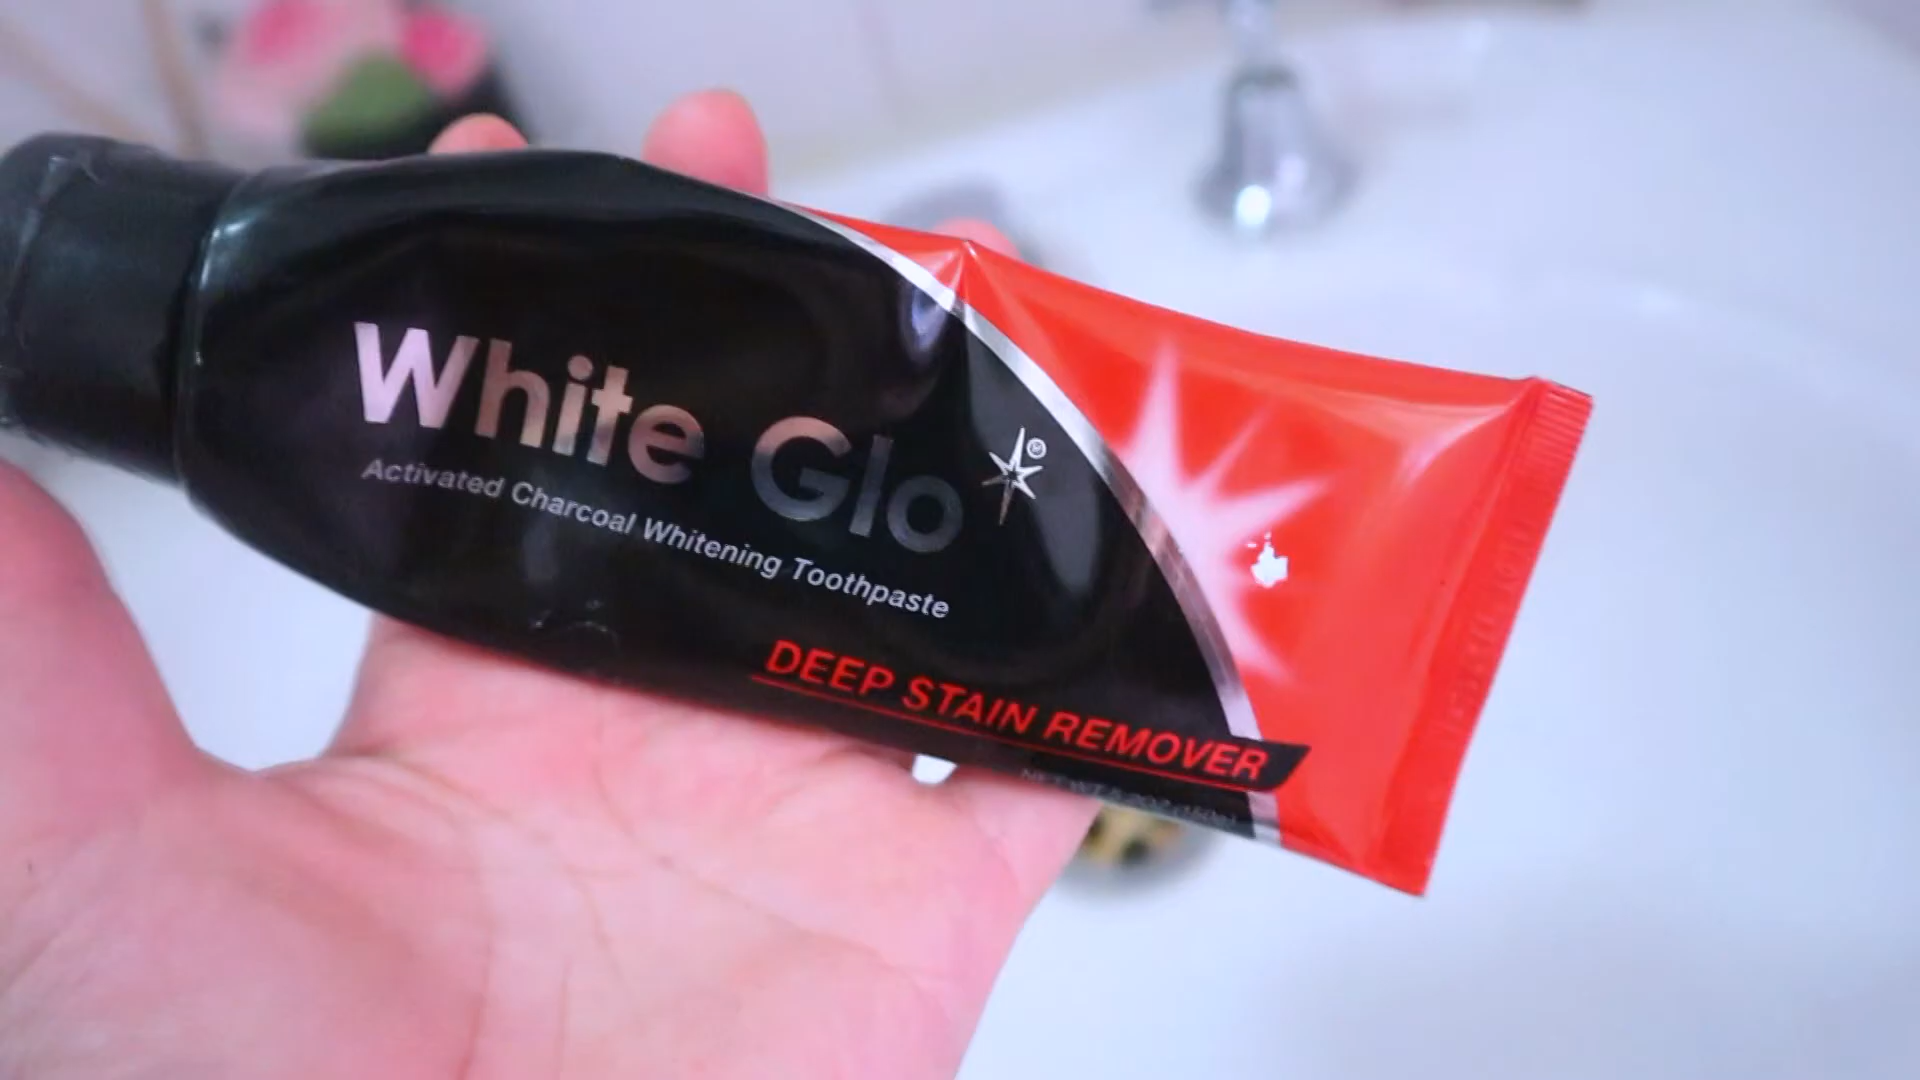 White Glo
Activated Charcoal Whitening Toothpaste
DEEP STAIN REMOVER